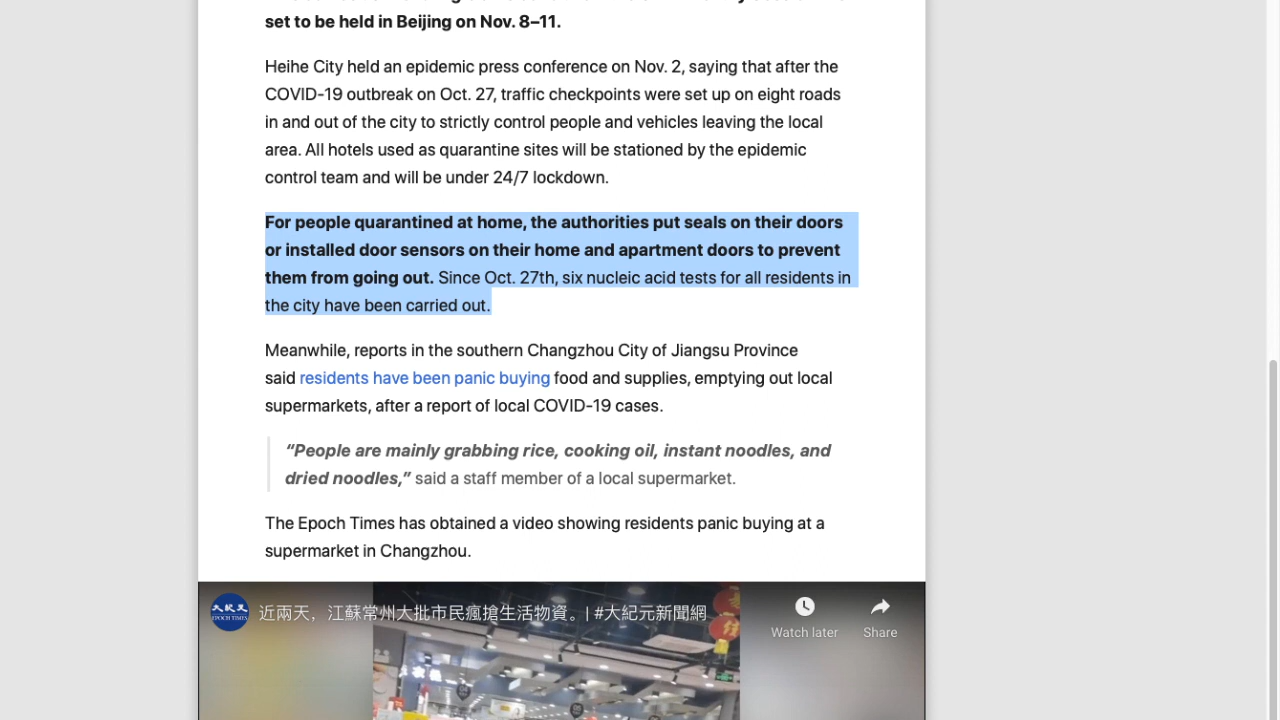 set to be held in Beijing on Nov. 8–11.
Heihe City held an epidemic press conference on Nov. 2, saying that after the
COVID-19 outbreak on Oct. 27, traffic checkpoints were set up on eight roads
in and out of the city to strictly control people and vehicles leaving the local
area. All hotels used as quarantine sites will be stationed by the epidemic
control team and will be under 24/7 lockdown.
For people quarantined at home, the authorities put seals on their doors
or installed door sensors on their home and apartment doors to prevent
them from going out. Since Oct. 27th, six nucleic acid tests for all residents in
the city have been carried out.
Meanwhile, reports in the southern Changzhou City of Jiangsu Province
said residents have been panic buying food and supplies, emptying out local
supermarkets, after a report of local COVID-19 cases.
“People are mainly grabbing rice, cooking oil, instant noodles, and
dried noodles,” said a staff member of a local supermarket.
The Epoch Times has obtained a video showing residents panic buying at a
supermarket in Changzhou.
大紀元
EPOCH TIMES
近兩天，江蘇常州大批市民瘋搶生活物資。| #大紀元新聞網
Watch later
Share